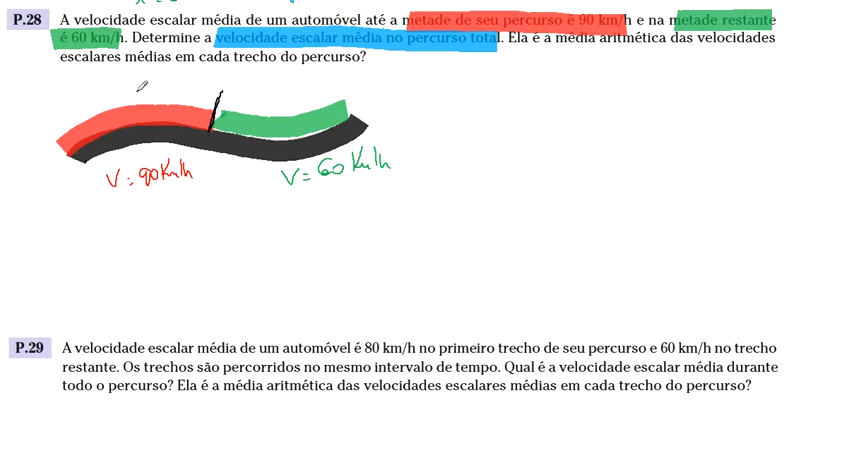 P.28 A velocidade escalar média de um automóvel até a metade de seu percurso é 90 km/h e na metade restante
é 60 km/h. Determine a velocidade escalar média no percurso total. Ela é a média aritmética das velocidades
escalares médias em cada trecho do percurso?
V = 90 Km/h
V = 60 Km/h
P.29 A velocidade escalar média de um automóvel é 80 km/h no primeiro trecho de seu percurso e 60 km/h no trecho
restante. Os trechos são percorridos no mesmo intervalo de tempo. Qual é a velocidade escalar média durante
todo o percurso? Ela é a média aritmética das velocidades escalares médias em cada trecho do percurso?